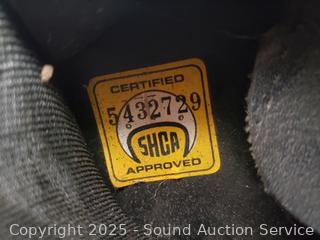 CERTIFIED
5432729
SHCA
APPROVED
Copyright © 2025 - Sound Auction Service